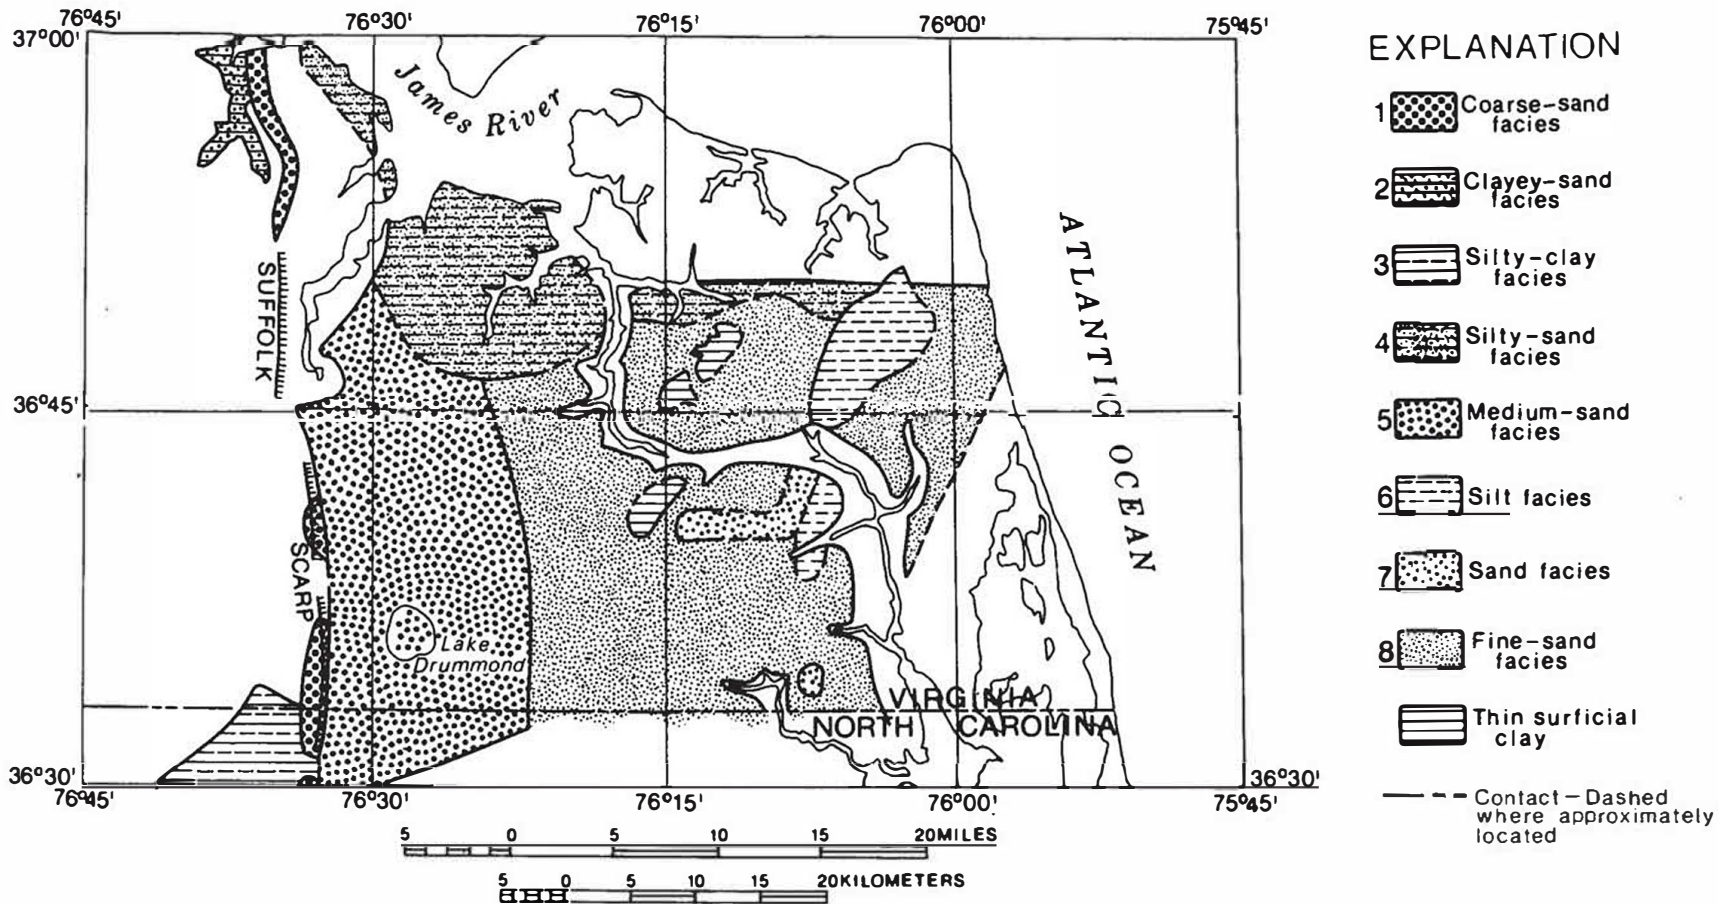 76°45'
76°30'
76°15'
76°00'
75°45'
37°00'
James River
SUFFOLK
ATLANTIC OCEAN
36°45'
SCARP
Lake
Drummond
VIRGINIA
NORTH CAROLINA
36°30'
36°30'
76°45'
76°30'
76°15'
76°00'
75°45'
5 0 5 10 15 20MILES
5 0 5 10 15 20KILOMETERS
EXPLANATION
1 Coarse-sand
facies
2 Clayey-sand
facies
3 Silty-clay
facies
4 Silty-sand
facies
5 Medium-sand
facies
6 Silt facies
7 Sand facies
8 Fine-sand
facies
Thin surficial
clay
Contact-Dashed
where approximately
located